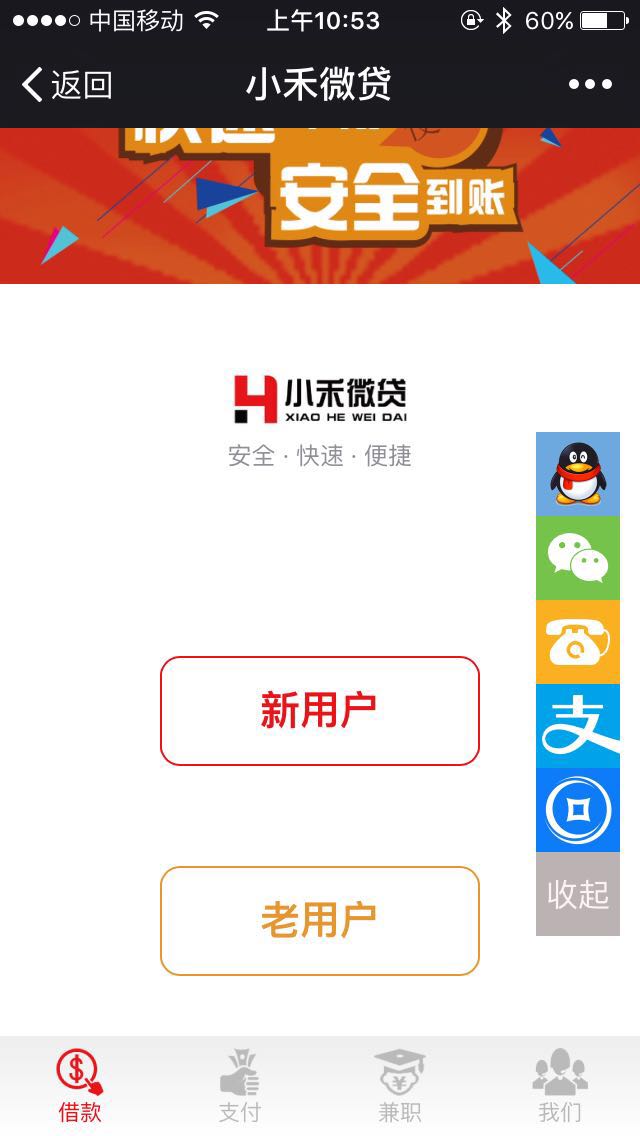 中国移动 上午10:53 60%
返回 小禾微贷
快速
安全到账
小禾微贷
XIAO HE WEI DAI
安全·快速·便捷
支
新用户
老用户
收起
借款 支付 兼职 我们